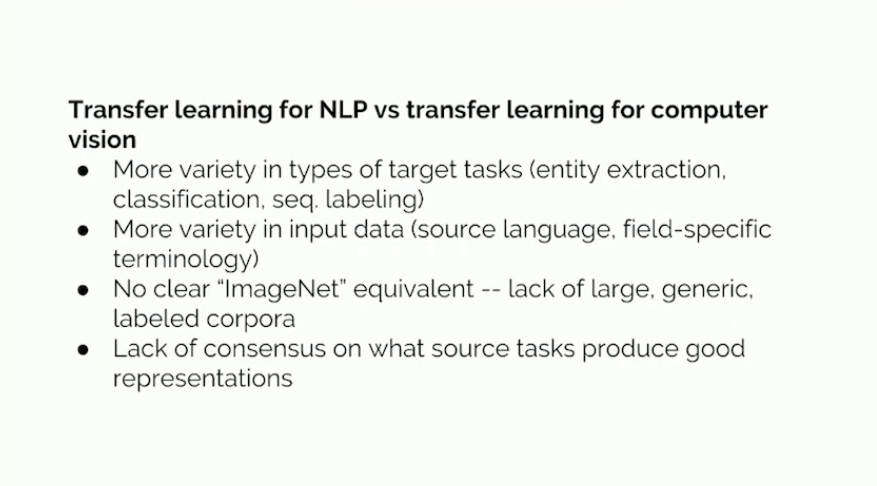 Transfer learning for NLP vs transfer learning for computer
vision
● More variety in types of target tasks (entity extraction,
classification, seq. labeling)
● More variety in input data (source language, field-specific
terminology)
● No clear “ImageNet” equivalent -- lack of large, generic,
labeled corpora
● Lack of consensus on what source tasks produce good
representations